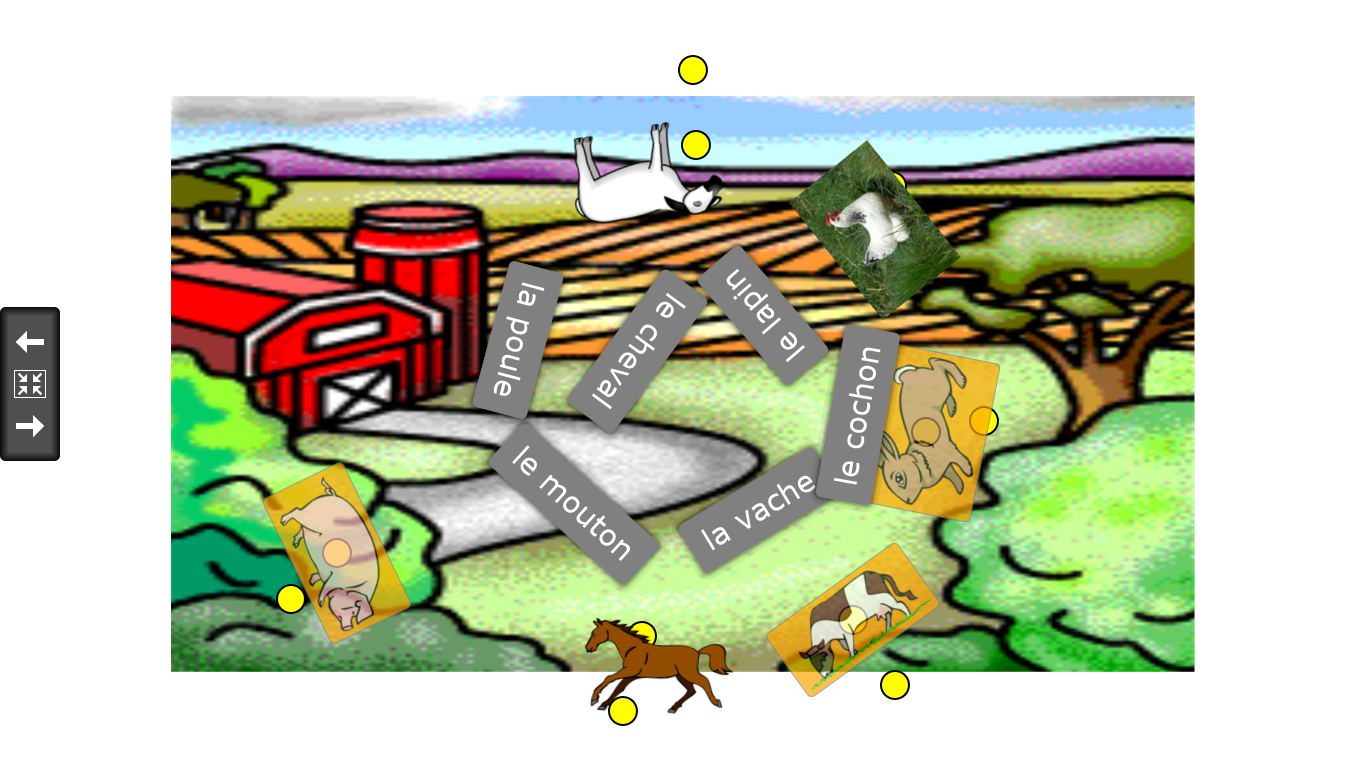 la poule
le cheval
le lapin
le cochon
le mouton
la vache